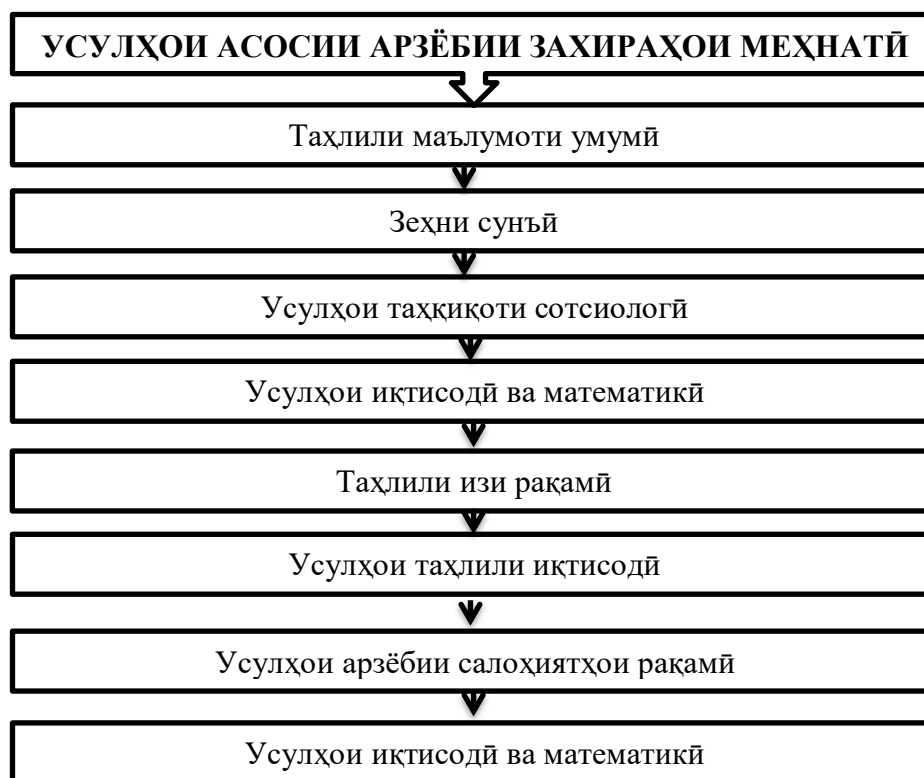 УСУЛҲОИ АСОСИИ АРЗЁБИИ ЗАХИРАҲОИ МЕҲНАТӢ
Таҳлили маълумоти умумӣ
Зеҳни сунъӣ
Усулҳои таҳқиқоти сотсиологӣ
Усулҳои иқтисодӣ ва математикӣ
Таҳлили изи рақамӣ
Усулҳои таҳлили иқтисодӣ
Усулҳои арзёбии салоҳиятҳои рақамӣ
Усулҳои иқтисодӣ ва математикӣ